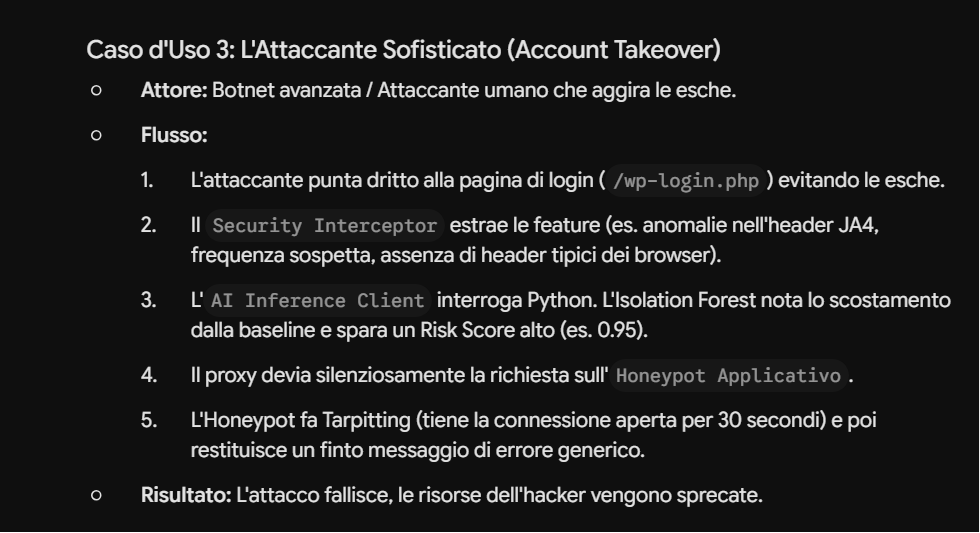 Caso d'Uso 3: L'Attaccante Sofisticato (Account Takeover)
Attore: Botnet avanzata / Attaccante umano che aggira le esche.
Flusso:
1. L'attaccante punta dritto alla pagina di login ( /wp-login.php ) evitando le esche.
2. Il Security Interceptor estrae le feature (es. anomalie nell'header JA4,
frequenza sospetta, assenza di header tipici dei browser).
3. L' AI Inference Client interroga Python. L'Isolation Forest nota lo scostamento
dalla baseline e spara un Risk Score alto (es. 0.95).
4. Il proxy devia silenziosamente la richiesta sull' Honeypot Applicativo .
5. L'Honeypot fa Tarpitting (tiene la connessione aperta per 30 secondi) e poi
restituisce un finto messaggio di errore generico.
Risultato: L'attacco fallisce, le risorse dell'hacker vengono sprecate.